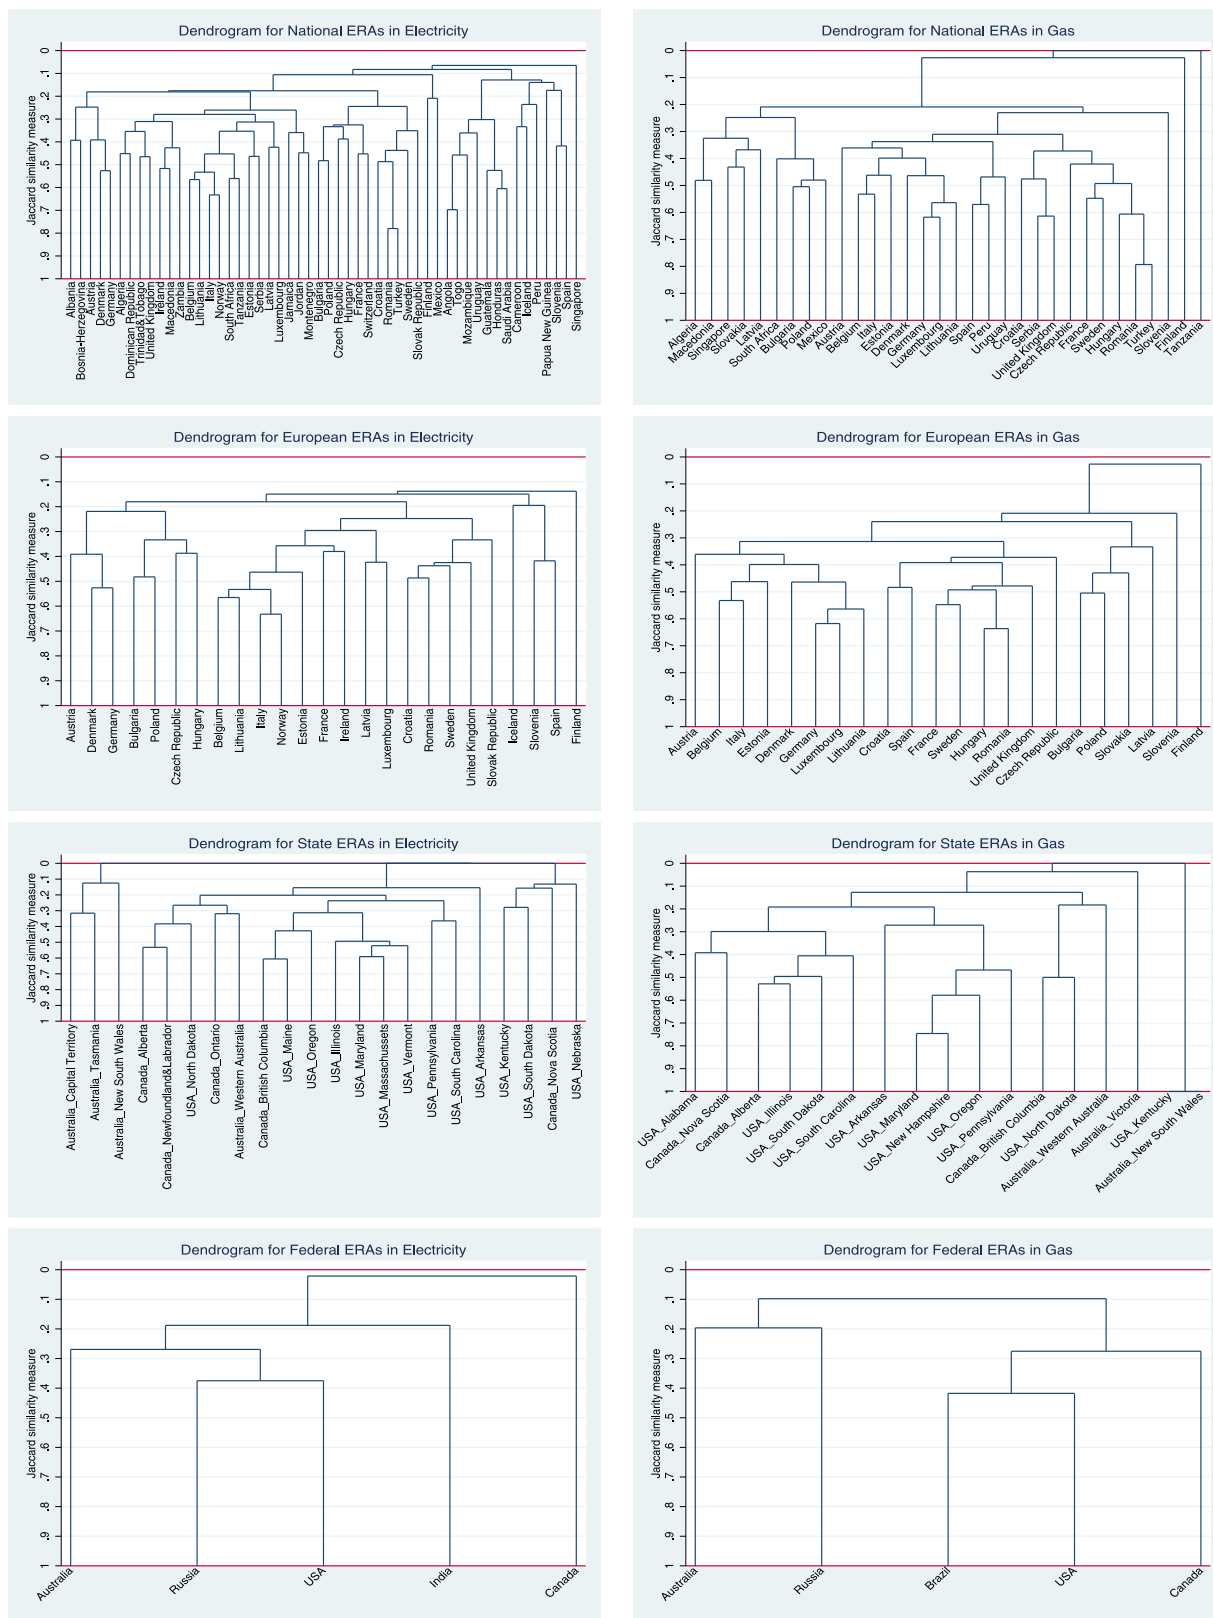 Dendrogram for National ERAs in Electricity
Jaccard similarity measure
0
.1
.2
.3
.4
.5
.6
.7
.8
.9
1
Albania
Bosnia+Herzegovina
Austria
Denmark
Germany
Algeria
Dominican Republic
Trinidad&Tobago
United Kingdom
Ireland
Macedonia
Zambia
Belgium
Lithuania
Italy
Norway
South Africa
Tanzania
Estonia
Serbia
Latvia
Luxembourg
Jamaica
Jordan
Montenegro
Bulgaria
Poland
Czech Republic
Hungary
France
Switzerland
Croatia
Romania
Turkey
Sweden
Slovak Republic
Finland
Mexico
Angola
Togo
Mozambique
Uruguay
Guatemala
Honduras
Saudi Arabia
Cameroon
Iceland
Peru
Papua New Guinea
Slovenia
Spain
Singapore
Dendrogram for National ERAs in Gas
Jaccard similarity measure
0
.1
.2
.3
.4
.5
.6
.7
.8
.9
1
Algeria
Macedonia
Singapore
Slovakia
Latvia
South Africa
Bulgaria
Poland
Mexico
Austria
Belgium
Italy
Estonia
Denmark
Germany
Luxembourg
Lithuania
Spain
Peru
Uruguay
Croatia
Serbia
United Kingdom
Czech Republic
France
Sweden
Hungary
Romania
Turkey
Slovenia
Finland
Tanzania
Dendrogram for European ERAs in Electricity
Jaccard similarity measure
0
.1
.2
.3
.4
.5
.6
.7
.8
.9
1
Austria
Denmark
Germany
Bulgaria
Poland
Czech Republic
Hungary
Belgium
Lithuania
Italy
Norway
Estonia
France
Ireland
Latvia
Luxembourg
Croatia
Romania
Sweden
United Kingdom
Slovak Republic
Iceland
Slovenia
Spain
Finland
Dendrogram for European ERAs in Gas
Jaccard similarity measure
0
.1
.2
.3
.4
.5
.6
.7
.8
.9
1
Austria
Belgium
Italy
Estonia
Denmark
Germany
Luxembourg
Lithuania
Croatia
Spain
France
Sweden
Hungary
Romania
United Kingdom
Czech Republic
Bulgaria
Poland
Slovakia
Latvia
Slovenia
Finland
Dendrogram for State ERAs in Electricity
Jaccard similarity measure
0
.1
.2
.3
.4
.5
.6
.7
.8
.9
1
Australia_Capital Territory
Australia_Tasmania
Australia_New South Wales
Canada_Alberta
Canada_Newfoundland&Labrador
USA_North Dakota
Canada_Ontario
Australia_Western Australia
Canada_British Columbia
USA_Maine
USA_Oregon
USA_Illinois
USA_Maryland
USA_Massachussets
USA_Vermont
USA_Pennsylvania
USA_South Carolina
USA_Arkansas
USA_Kentucky
USA_South Dakota
Canada_Nova Scotia
USA_Nebraska
Dendrogram for State ERAs in Gas
Jaccard similarity measure
0
.1
.2
.3
.4
.5
.6
.7
.8
.9
1
USA_Alabama
Canada_Nova Scotia
Canada_Alberta
USA_Illinois
USA_South Dakota
USA_South Carolina
USA_Arkansas
USA_Maryland
USA_New Hampshire
USA_Oregon
USA_Pennsylvania
Canada_British Columbia
USA_North Dakota
Australia_Western Australia
Australia_Victoria
USA_Kentucky
Australia_New South Wales
Dendrogram for Federal ERAs in Electricity
Jaccard similarity measure
0
.1
.2
.3
.4
.5
.6
.7
.8
.9
1
Australia
Russia
USA
India
Canada
Dendrogram for Federal ERAs in Gas
Jaccard similarity measure
0
.1
.2
.3
.4
.5
.6
.7
.8
.9
1
Australia
Russia
Brazil
USA
Canada